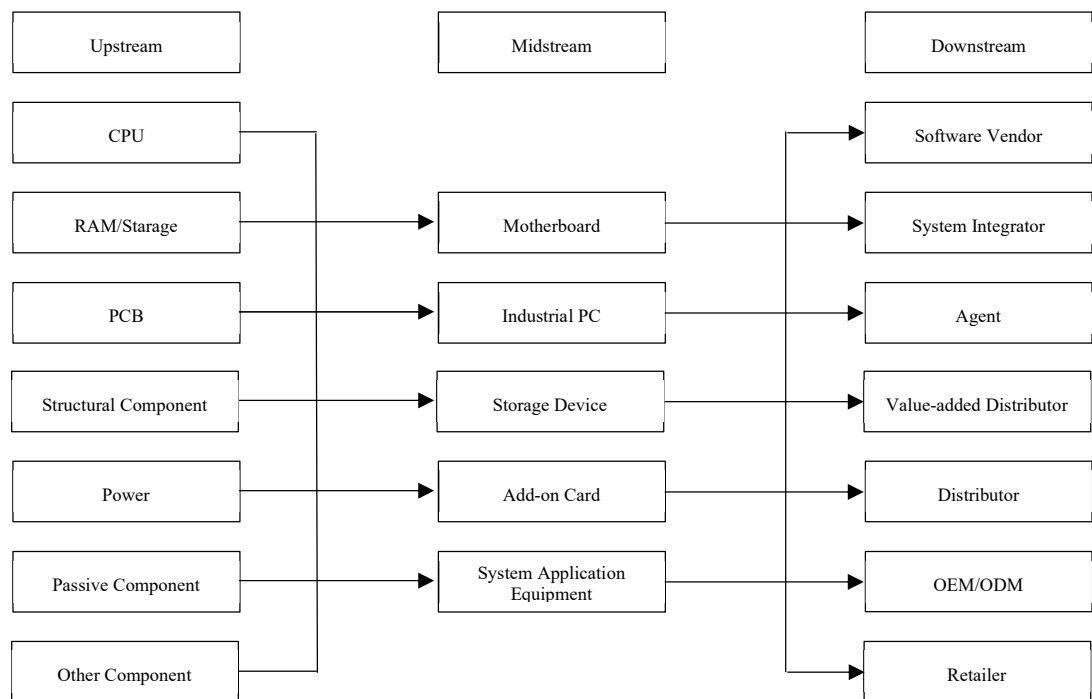 Upstream
Midstream
Downstream
CPU
Software Vendor
RAM/Starage
Motherboard
System Integrator
PCB
Industrial PC
Agent
Structural Component
Storage Device
Value-added Distributor
Power
Add-on Card
Distributor
Passive Component
System Application
Equipment
OEM/ODM
Other Component
Retailer